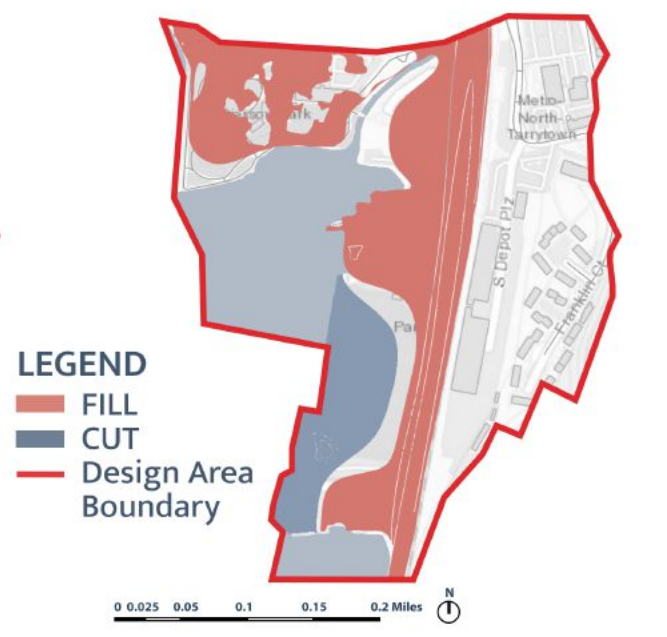 Metro-
North-
Tarrytown
S Depot Plz
Franklin Ct
LEGEND
FILL
CUT
Design Area
Boundary
0 0.025 0.05 0.1 0.15 0.2 Miles
N